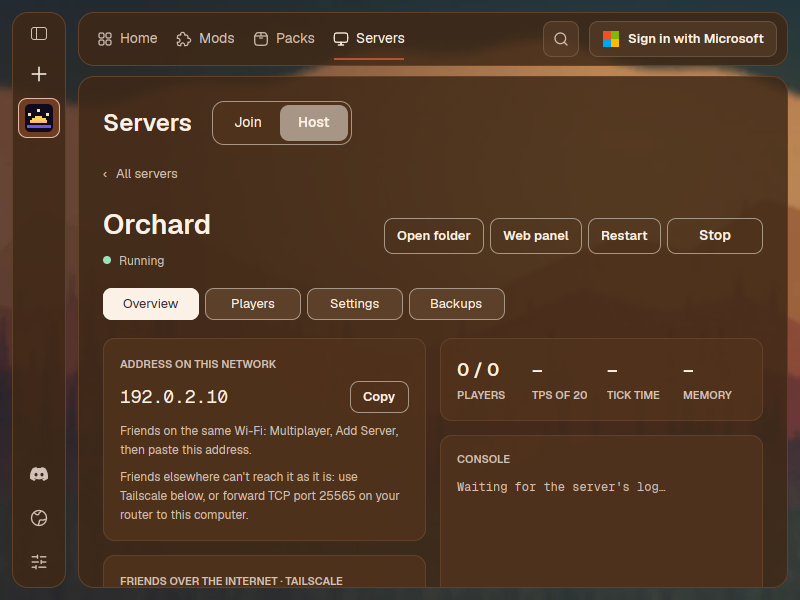 Home
Mods
Packs
Servers
Sign in with Microsoft
Servers
Join
Host
‹ All servers
Orchard
Running
Open folder
Web panel
Restart
Stop
Overview
Players
Settings
Backups
ADDRESS ON THIS NETWORK
192.0.2.10
Copy
Friends on the same Wi-Fi: Multiplayer, Add Server,
then paste this address.
Friends elsewhere can't reach it as it is: use
Tailscale below, or forward TCP port 25565 on your
router to this computer.
FRIENDS OVER THE INTERNET · TAILSCALE
0 / 0
PLAYERS
–
TPS OF 20
–
TICK TIME
–
MEMORY
CONSOLE
Waiting for the server's log…